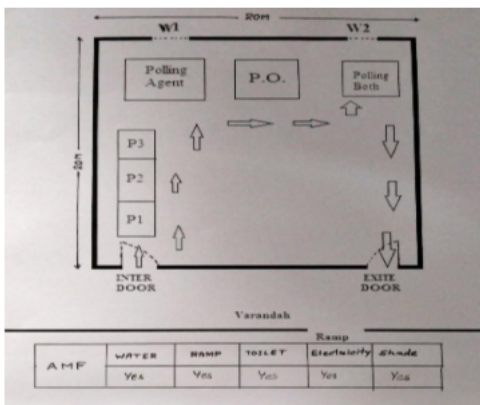 20M
W1 W2
Polling Agent
P.O.
Polling Both
20M
P3
P2
P1
INTER DOOR
EXITE DOOR
Varandah
Ramp
AMF
WATER RAMP TOILET Electricity Shade
Yes Yes Yes Yes Yes